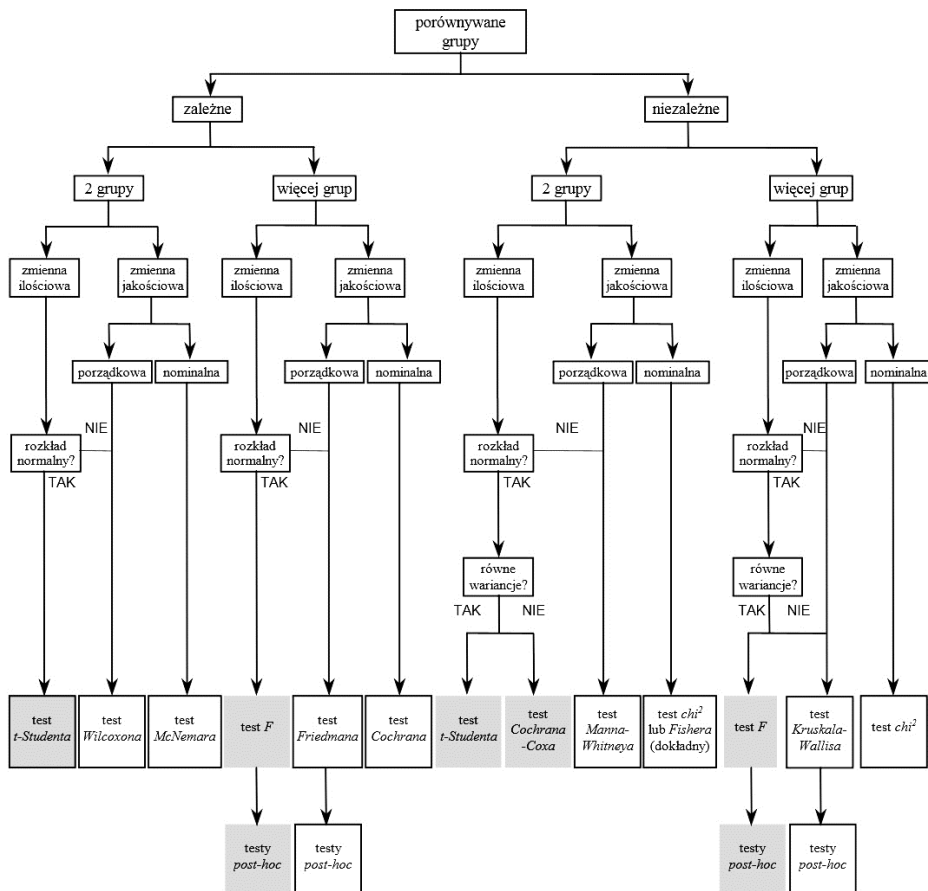 porównywane
grupy
zależne
niezależne
2 grupy
więcej grup
2 grupy
więcej grup
zmienna
ilościowa
zmienna
jakościowa
zmienna
ilościowa
zmienna
jakościowa
zmienna
ilościowa
zmienna
jakościowa
zmienna
ilościowa
zmienna
jakościowa
porządkowa
nominalna
porządkowa
nominalna
porządkowa
nominalna
porządkowa
nominalna
rozkład
normalny?
NIE
TAK
rozkład
normalny?
NIE
TAK
rozkład
normalny?
NIE
TAK
rozkład
normalny?
NIE
TAK
równe
wariancje?
TAK
NIE
równe
wariancje?
TAK
NIE
test
t-Studenta
test
Wilcoxona
test
McNemara
test F
test
Friedmana
test
Cochrana
test
t-Studenta
test
Cochrana
-Coxa
test
Manna-
Whitneya
test chi²
lub Fishera
(dokładny)
test F
test
Kruskala-
Wallisa
test chi²
testy
post-hoc
testy
post-hoc
testy
post-hoc
testy
post-hoc